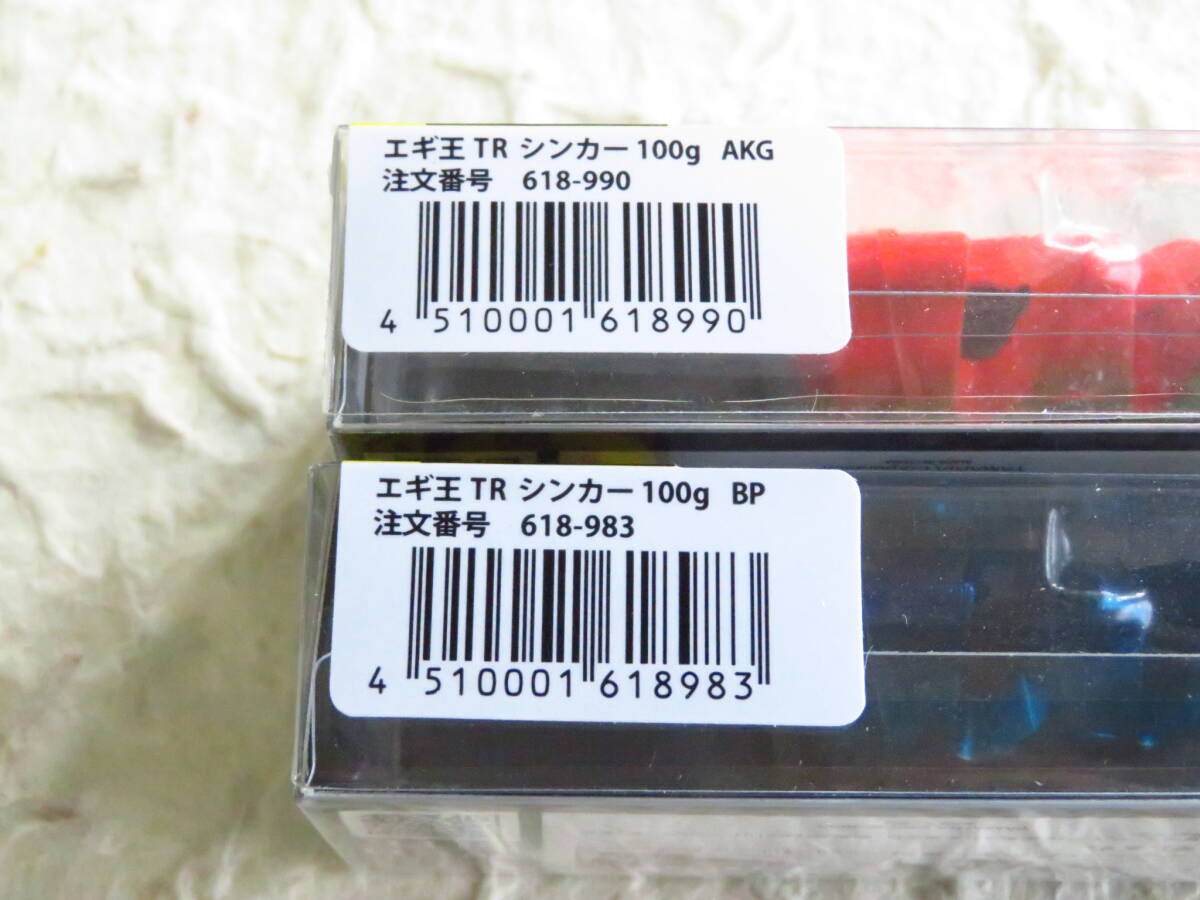 エギ王 TR シンカー 100g AKG
注文番号 618-990
4 510001 618990
エギ王 TR シンカー 100g BP
注文番号 618-983
4 510001 618983